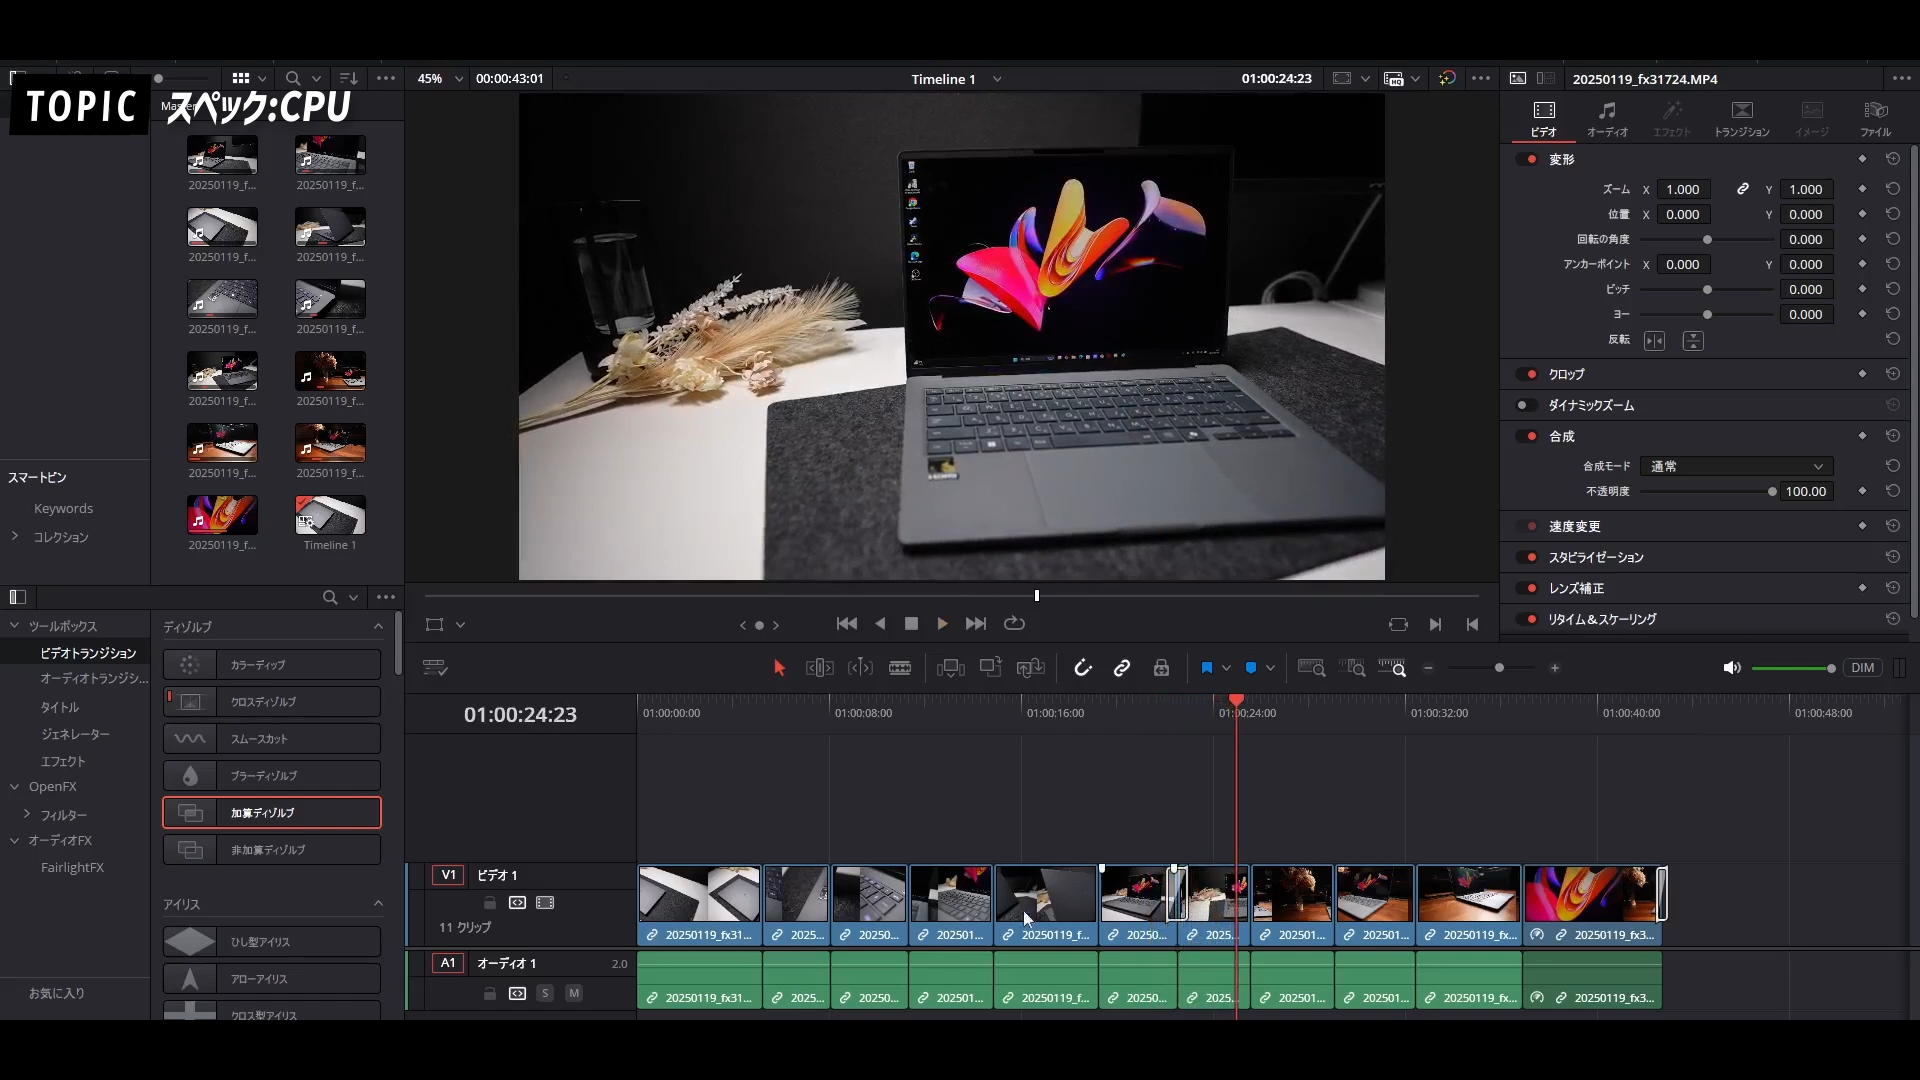 TOPIC スペック:CPU
45%
00:00:43:01
Timeline 1
01:00:24:23
20250119_fx31724.MP4
20250119_f...
20250119_f...
20250119_f...
20250119_f...
20250119_f...
20250119_f...
20250119_f...
20250119_f...
20250119_f...
20250119_f...
20250119_f...
Timeline 1
スマートビン
Keywords
コレクション
ビデオ
オーディオ
エフェクト
トランジション
イメージ
ファイル
変形
ズーム X 1.000 Y 1.000
位置 X 0.000 Y 0.000
回転の角度 0.000
アンカーポイント X 0.000 Y 0.000
ピッチ 0.000
ヨー 0.000
反転
クロップ
ダイナミックズーム
合成
合成モード 通常
不透明度 100.00
速度変更
スタビライゼーション
レンズ補正
リタイム&スケーリング
ツールボックス
ビデオトランジション
オーディオトランジシ...
タイトル
ジェネレーター
エフェクト
OpenFX
フィルター
オーディオFX
FairlightFX
お気に入り
ディゾルブ
カラーディップ
クロスディゾルブ
スムースカット
ブラーディゾルブ
加算ディゾルブ
非加算ディゾルブ
アイリス
ひし型アイリス
アローアイリス
クロス型アイリス
DIM
01:00:24:23
01:00:00:00
01:00:08:00
01:00:16:00
01:00:24:00
01:00:32:00
01:00:40:00
01:00:48:00
V1 ビデオ 1
11 クリップ
20250119_fx31...
2025...
20250...
202501...
20250119_f...
20250...
2025...
202501...
202501...
20250119_fx...
20250119_fx3...
A1 オーディオ 1 2.0
S M
20250119_fx31...
2025...
20250...
202501...
20250119_f...
20250...
2025...
202501...
202501...
20250119_fx...
20250119_fx3...